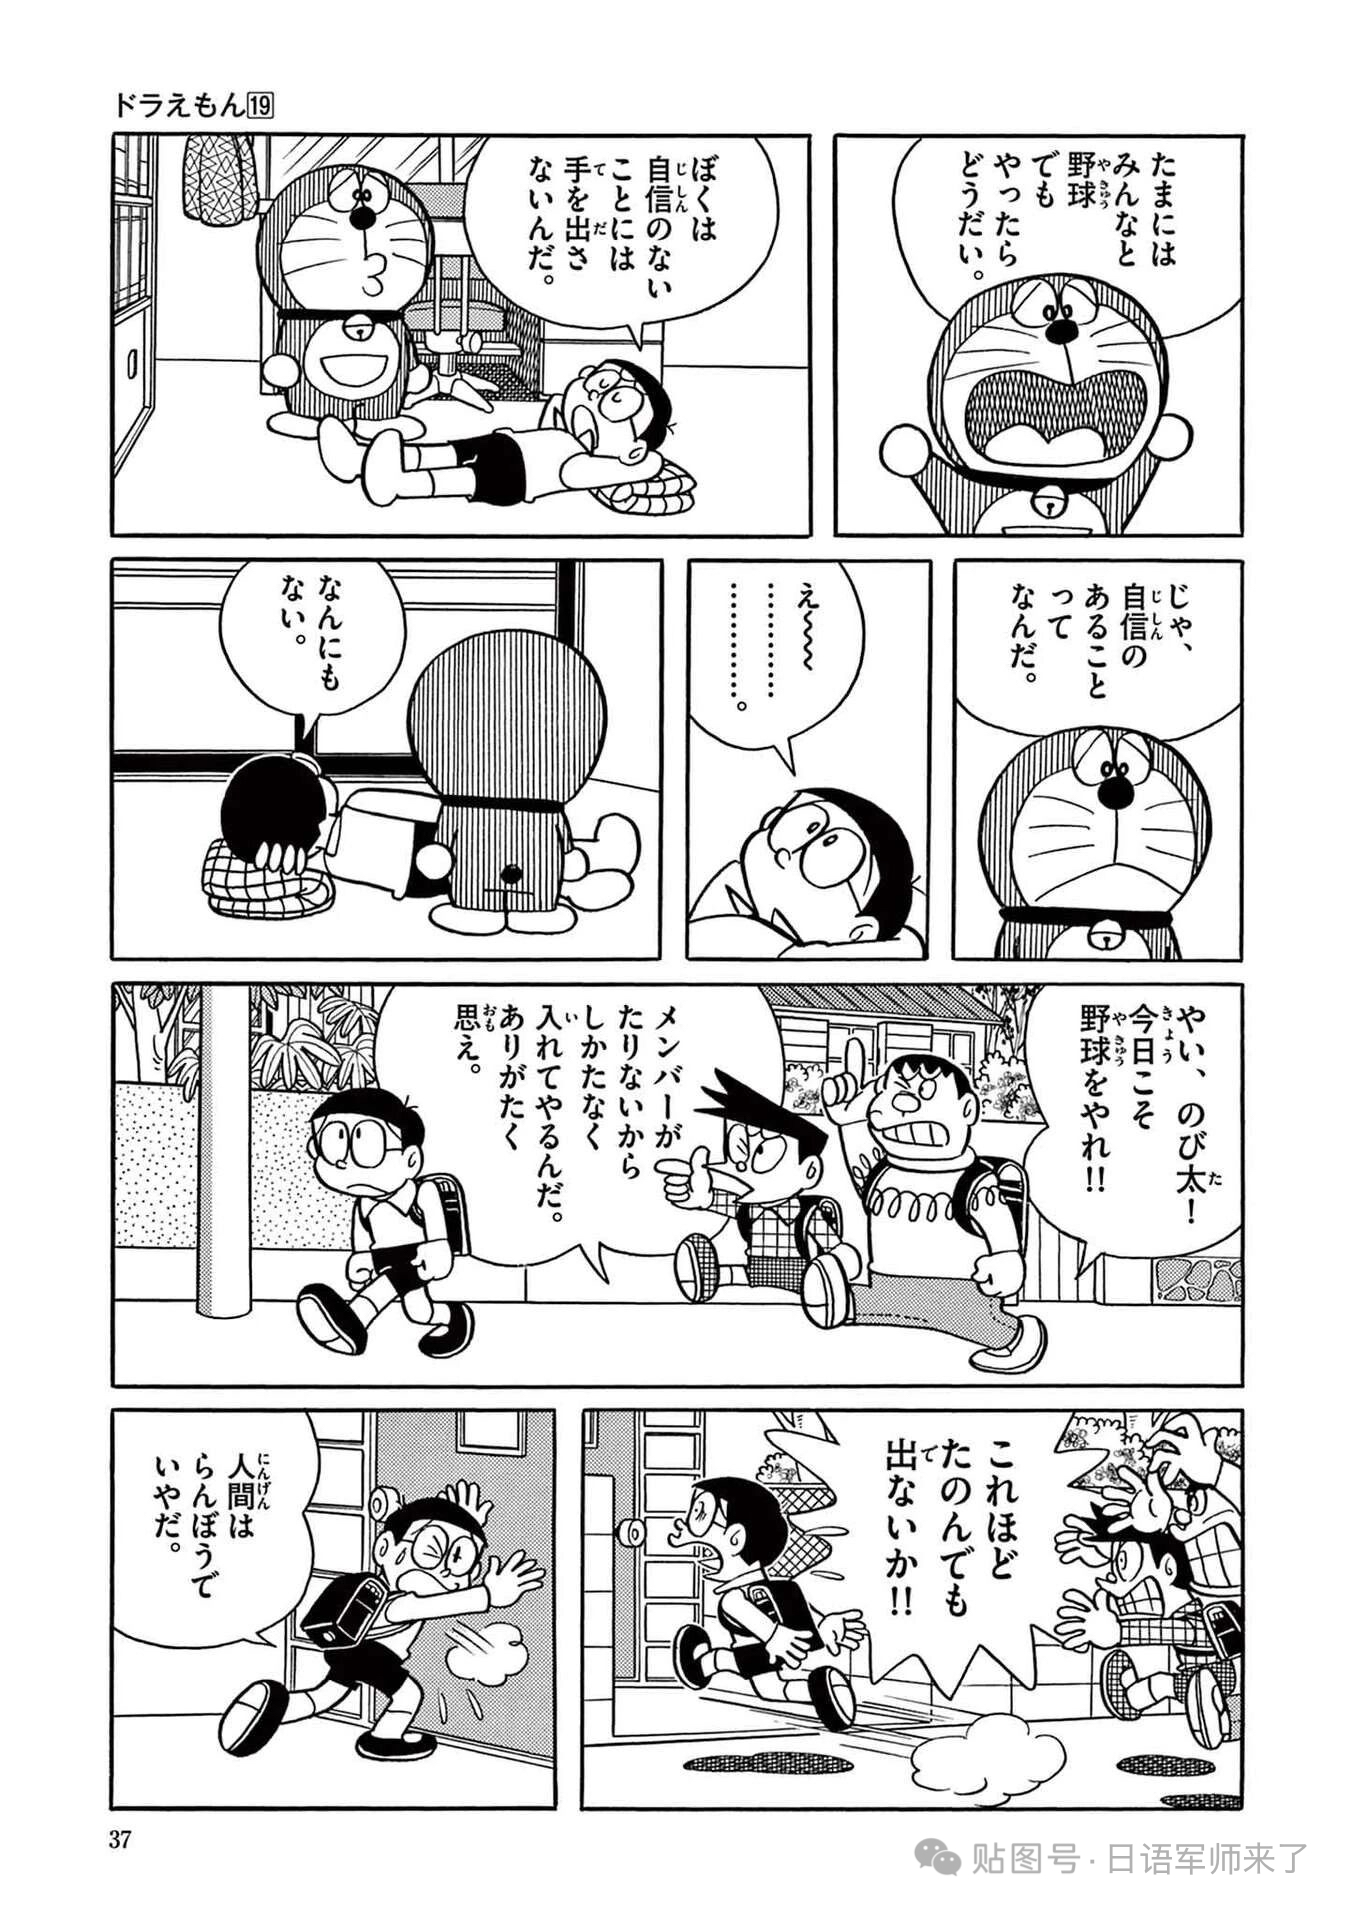 ドラえもん19
たまには
みんなと
野球
でも
やったら
どうだい。
ぼくは
自信のない
ことには
手を出さ
ないんだ。
じゃ、
自信の
あること
って
なんだ。
え〜〜〜
…………
…………。
なんにも
ない。
やい、のび太!
今日こそ
野球をやれ!!
メンバーが
たりないから
しかたなく
入れてやるんだ。
ありがたく
思え。
これほど
たのんでも
出ないか!!
人間は
らんぼうで
いやだ。
37
贴图号·日语军师来了